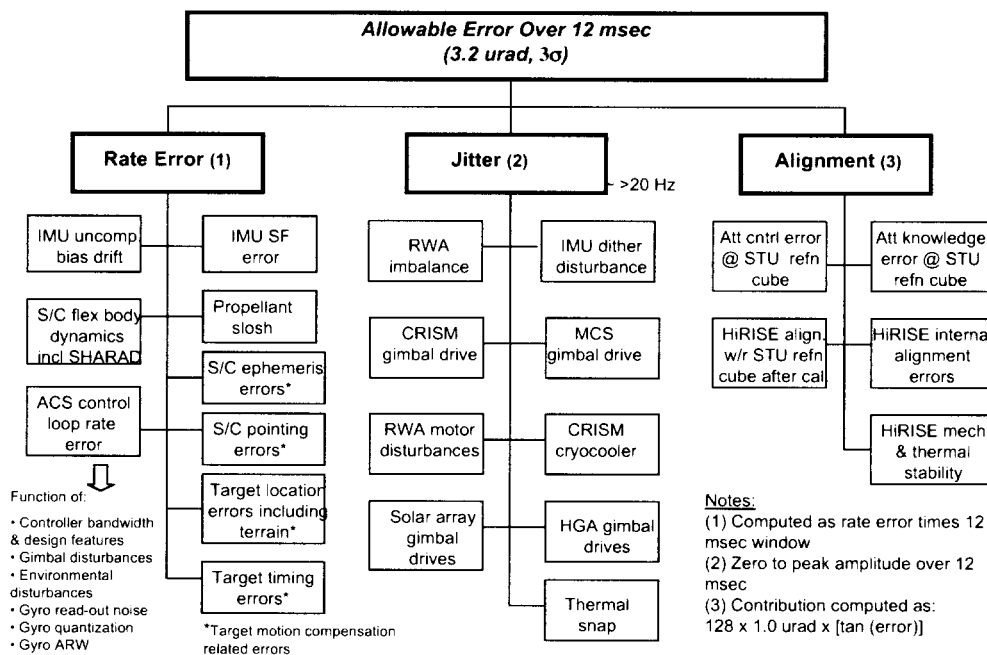 Allowable Error Over 12 msec
(3.2 urad, 3σ)
Rate Error (1)
IMU uncomp.
bias drift
IMU SF
error
S/C flex body
dynamics
incl SHARAD
Propellant
slosh
S/C ephemeris
errors*
ACS control
loop rate
error
S/C pointing
errors*
Target location
errors including
terrain*
Target timing
errors*
Function of:
• Controller bandwidth
& design features
• Gimbal disturbances
• Environmental
disturbances
• Gyro read-out noise
• Gyro quantization
• Gyro ARW
*Target motion compensation
related errors
Jitter (2)
~ >20 Hz
RWA
imbalance
IMU dither
disturbance
CRISM
gimbal drive
MCS
gimbal drive
RWA motor
disturbances
CRISM
cryocooler
Solar array
gimbal
drives
HGA gimbal
drives
Thermal
snap
Alignment (3)
Att cntrl error
@ STU refn
cube
Att knowledge
error @ STU
refn cube
HiRISE align.
w/r STU refn
cube after cal.
HiRISE internal
alignment
errors
HiRISE mech
& thermal
stability
Notes:
(1) Computed as rate error times 12
msec window
(2) Zero to peak amplitude over 12
msec
(3) Contribution computed as:
128 x 1.0 urad x [tan (error)]